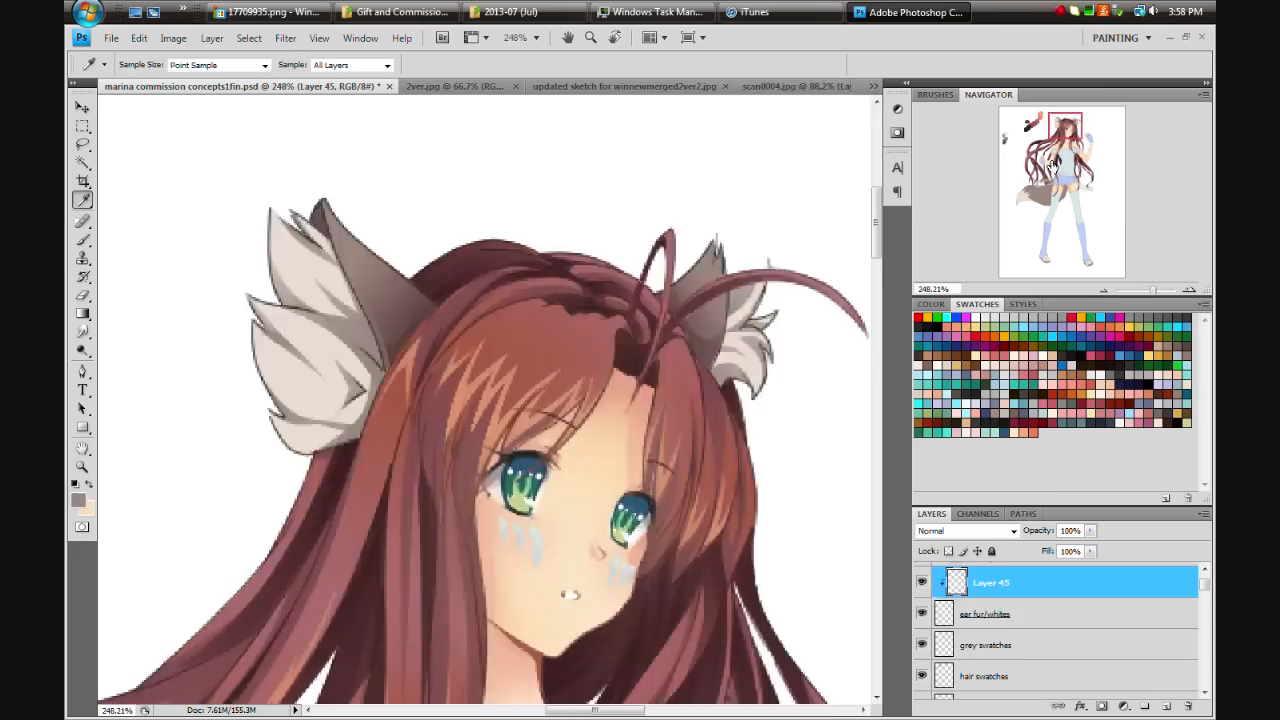 17709935.png - Win...
Gift and Commissio...
2013-07 (Jul)
Windows Task Man...
iTunes
Adobe Photoshop C...
3:58 PM
Ps
File Edit Image Layer Select Filter View Window Help
Br
248%
PAINTING
Sample Size: Point Sample
Sample: All Layers
marina commission concepts1fin.psd @ 248% (Layer 45, RGB/8#) *
2ver.jpg @ 66.7% (RG...
updated sketch for winnewmerged2ver2.jpg
scan0004.jpg @ 88.2% (La
BRUSHES
NAVIGATOR
248.21%
COLOR
SWATCHES
STYLES
LAYERS
CHANNELS
PATHS
Normal
Opacity: 100%
Lock:
Fill: 100%
Layer 45
ear fur/whites
grey swatches
hair swatches
248.21%
Doc: 7.61M/155.3M